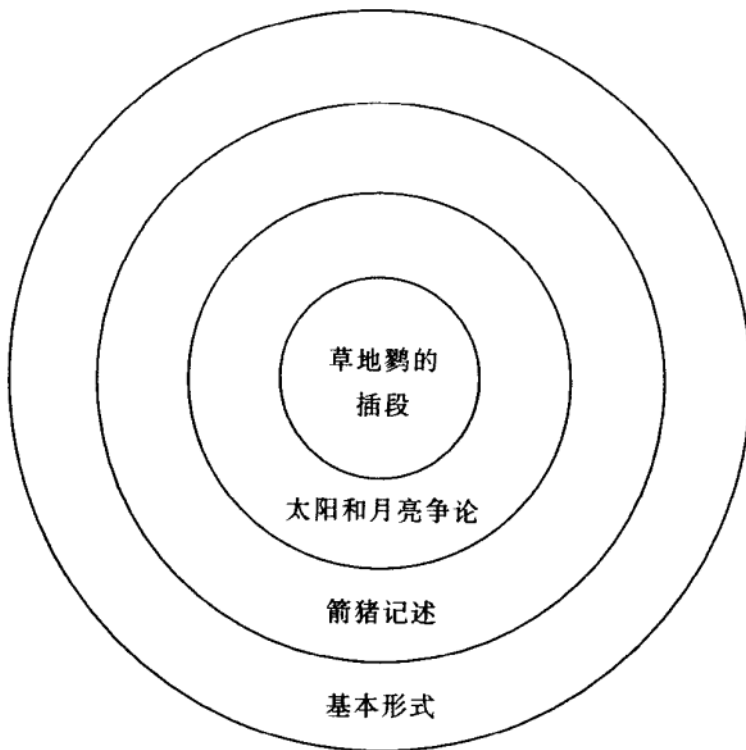 草地鹨的
插段
太阳和月亮争论
箭猪记述
基本形式